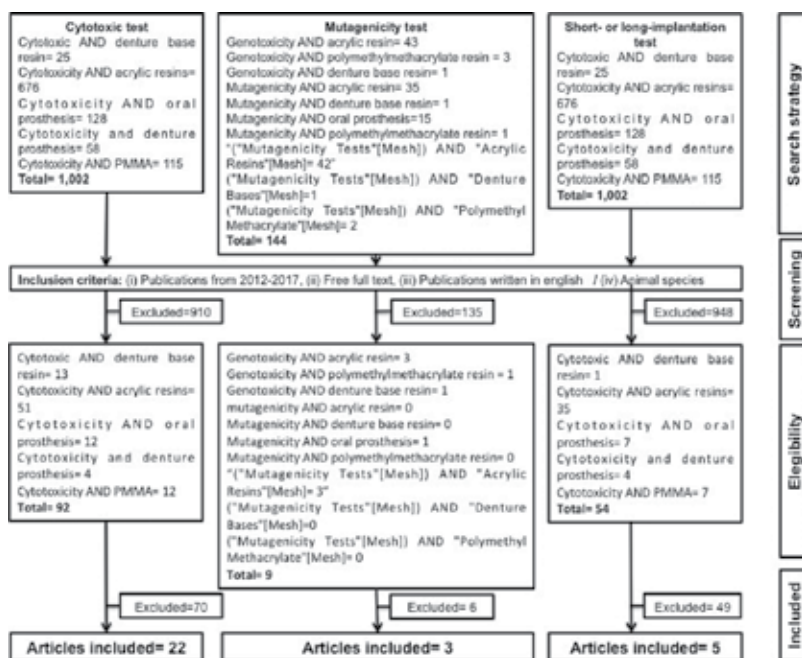 Cytotoxic test
Cytotoxic AND denture base
resin= 25
Cytotoxicity AND acrylic resins=
676
Cytotoxicity AND oral
prosthesis= 128
Cytotoxicity and denture
prosthesis= 58
Cytotoxicity AND PMMA= 115
Total= 1,002
Mutagenicity test
Genotoxicity AND acrylic resin= 43
Genotoxicity AND polymethylmethacrylate resin = 3
Genotoxicity AND denture base resin= 1
Mutagenicity AND acrylic resin= 35
Mutagenicity AND denture base resin= 1
Mutagenicity AND oral prosthesis=15
Mutagenicity AND polymethylmethacrylate resin= 1
"("Mutagenicity Tests"[Mesh]) AND "Acrylic
Resins"[Mesh]= 42"
("Mutagenicity Tests"[Mesh]) AND "Denture
Bases"[Mesh]=1
("Mutagenicity Tests"[Mesh]) AND "Polymethyl
Methacrylate"[Mesh]= 2
Total= 144
Short- or long-implantation
test
Cytotoxic AND denture base
resin= 25
Cytotoxicity AND acrylic resins=
676
Cytotoxicity AND oral
prosthesis= 128
Cytotoxicity and denture
prosthesis= 58
Cytotoxicity AND PMMA= 115
Total= 1,002
Search strategy
Inclusion criteria: (i) Publications from 2012-2017, (ii) Free full text, (iii) Publications written in english / (iv) Animal species
Screening
Excluded=910
Excluded=135
Excluded=948
Cytotoxic AND denture base
resin= 13
Cytotoxicity AND acrylic resins=
51
Cytotoxicity AND oral
prosthesis= 12
Cytotoxicity and denture
prosthesis= 4
Cytotoxicity AND PMMA= 12
Total= 92
Genotoxicity AND acrylic resin= 3
Genotoxicity AND polymethylmethacrylate resin = 1
Genotoxicity AND denture base resin= 1
mutagenicity AND acrylic resin= 0
Mutagenicity AND denture base resin= 0
Mutagenicity AND oral prosthesis= 1
Mutagenicity AND polymethylmethacrylate resin= 0
"("Mutagenicity Tests"[Mesh]) AND "Acrylic
Resins"[Mesh]= 3"
("Mutagenicity Tests"[Mesh]) AND "Denture
Bases"[Mesh]=0
("Mutagenicity Tests"[Mesh]) AND "Polymethyl
Methacrylate"[Mesh]= 0
Total= 9
Cytotoxic AND denture base
resin= 1
Cytotoxicity AND acrylic resins=
35
Cytotoxicity AND oral
prosthesis= 7
Cytotoxicity and denture
prosthesis= 4
Cytotoxicity AND PMMA= 7
Total= 54
Elegibility
Excluded=70
Excluded= 6
Excluded= 49
Articles included= 22
Articles included= 3
Articles included= 5
Included